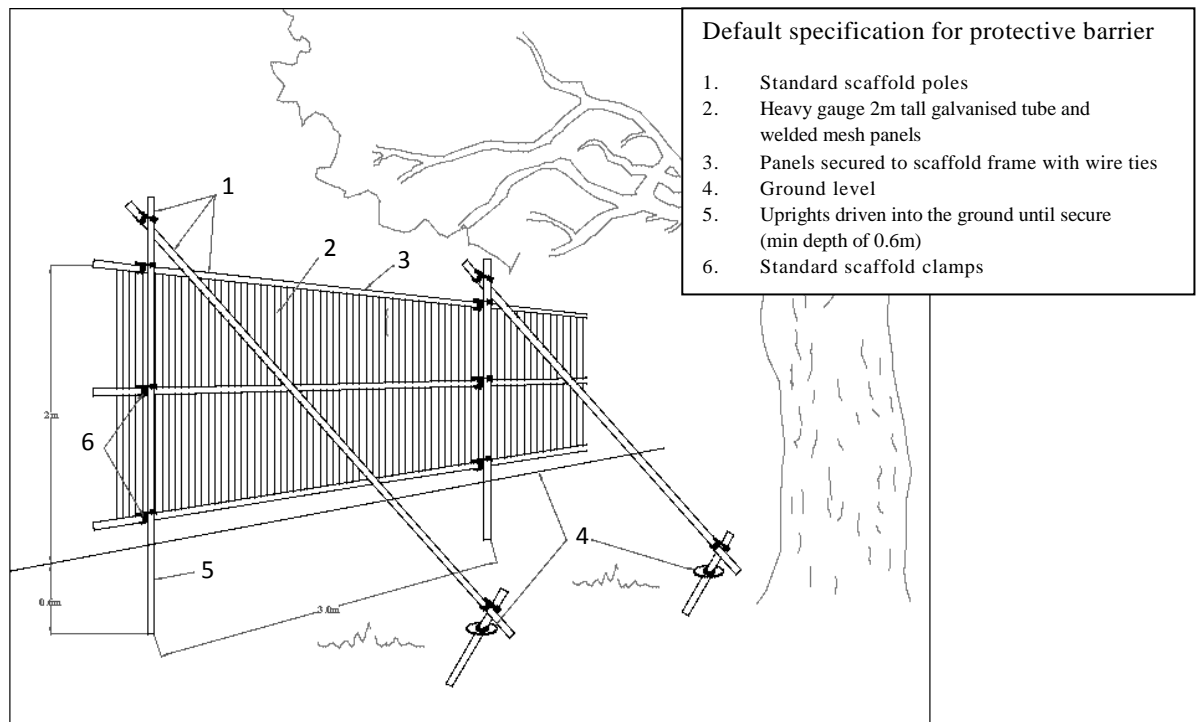 Default specification for protective barrier
1. Standard scaffold poles
2. Heavy gauge 2m tall galvanised tube and
welded mesh panels
3. Panels secured to scaffold frame with wire ties
4. Ground level
5. Uprights driven into the ground until secure
(min depth of 0.6m)
6. Standard scaffold clamps
1
2
3
2m
6
4
5
0.6m
3.0m